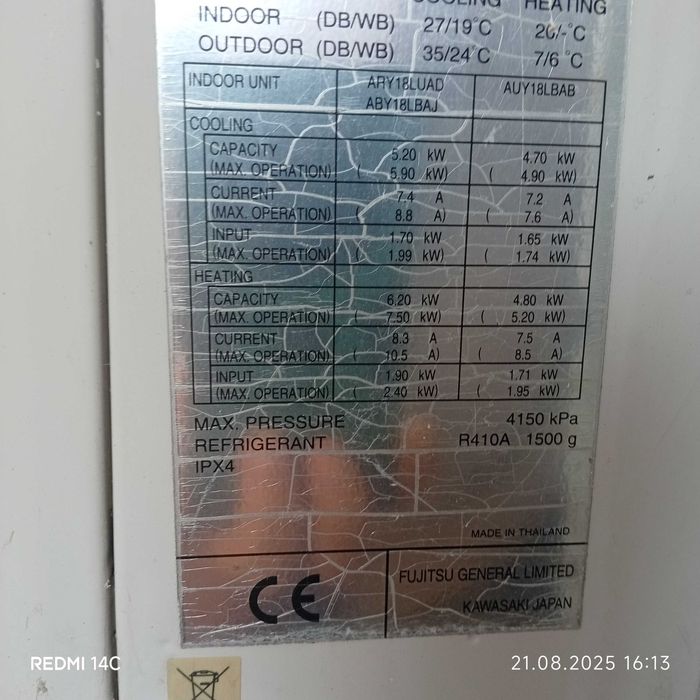 COOLING HEATING
INDOOR (DB/WB) 27/19°C 20/-°C
OUTDOOR (DB/WB) 35/24°C 7/6°C
INDOOR UNIT ARY18LUAD AUY18LBAB
ABY18LBAJ
COOLING
CAPACITY 5.20 kW 4.70 kW
(MAX. OPERATION) ( 5.90 kW) ( 4.90 kW)
CURRENT 7.4 A 7.2 A
(MAX. OPERATION) ( 8.8 A) ( 7.6 A)
INPUT 1.70 kW 1.65 kW
(MAX. OPERATION) ( 1.99 kW) ( 1.74 kW)
HEATING
CAPACITY 6.20 kW 4.80 kW
(MAX. OPERATION) ( 7.50 kW) ( 5.20 kW)
CURRENT 8.3 A 7.5 A
(MAX. OPERATION) ( 10.5 A) ( 8.5 A)
INPUT 1.90 kW 1.71 kW
(MAX. OPERATION) ( 2.40 kW) ( 1.95 kW)
MAX. PRESSURE 4150 kPa
REFRIGERANT R410A 1500 g
IPX4
MADE IN THAILAND
CE
FUJITSU GENERAL LIMITED
KAWASAKI JAPAN
REDMI 14C 21.08.2025 16:13